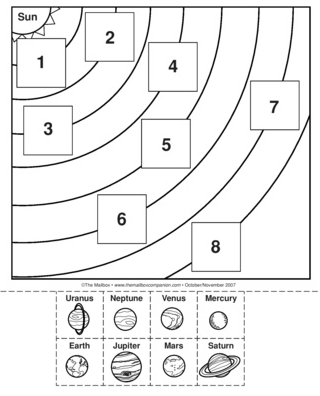 Sun
1
2
3
4
5
6
7
8
©The Mailbox • www.themailboxcompanion.com • October/November 2007
Uranus Neptune Venus Mercury
Earth Jupiter Mars Saturn